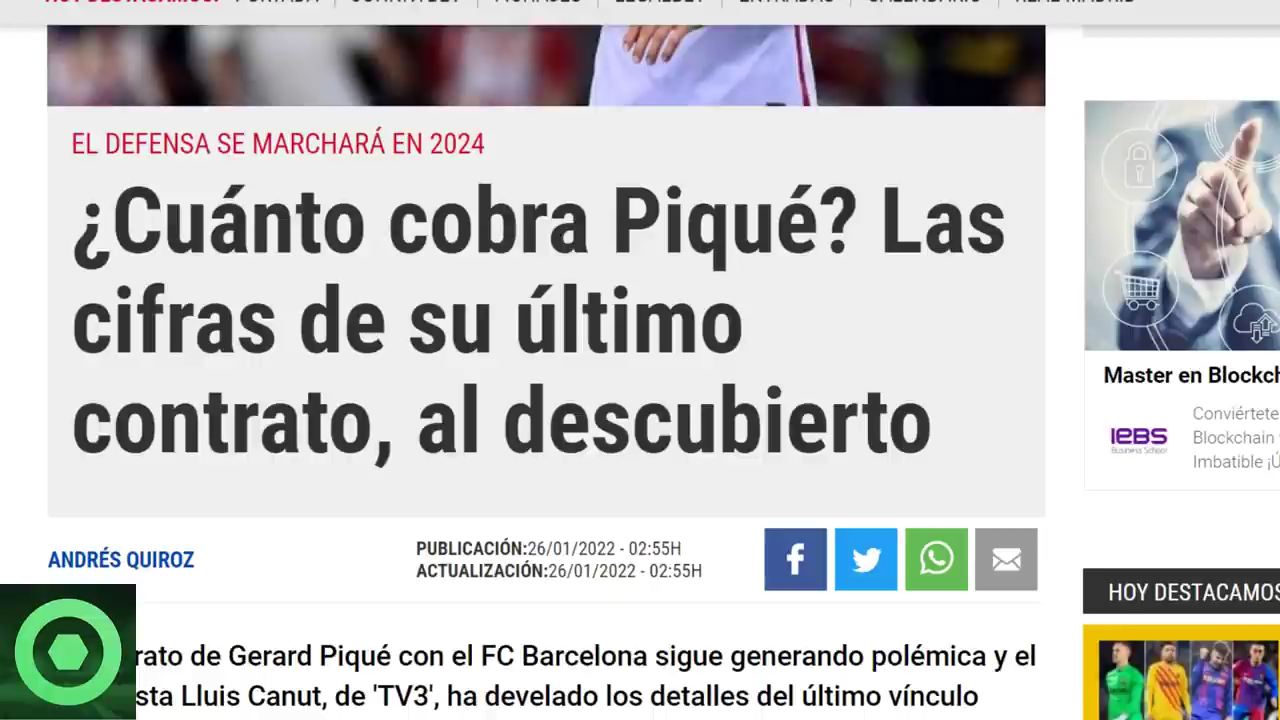 EL DEFENSA SE MARCHARÁ EN 2024
¿Cuánto cobra Piqué? Las
cifras de su último
contrato, al descubierto
ANDRÉS QUIROZ
PUBLICACIÓN:26/01/2022 - 02:55H
ACTUALIZACIÓN:26/01/2022 - 02:55H
rato de Gerard Piqué con el FC Barcelona sigue generando polémica y el
sta Lluis Canut, de 'TV3', ha develado los detalles del último vínculo
Master en Blockch
Conviértete
Blockchain
Imbatible ¡Ú
IEBS
Business School
HOY DESTACAMOS